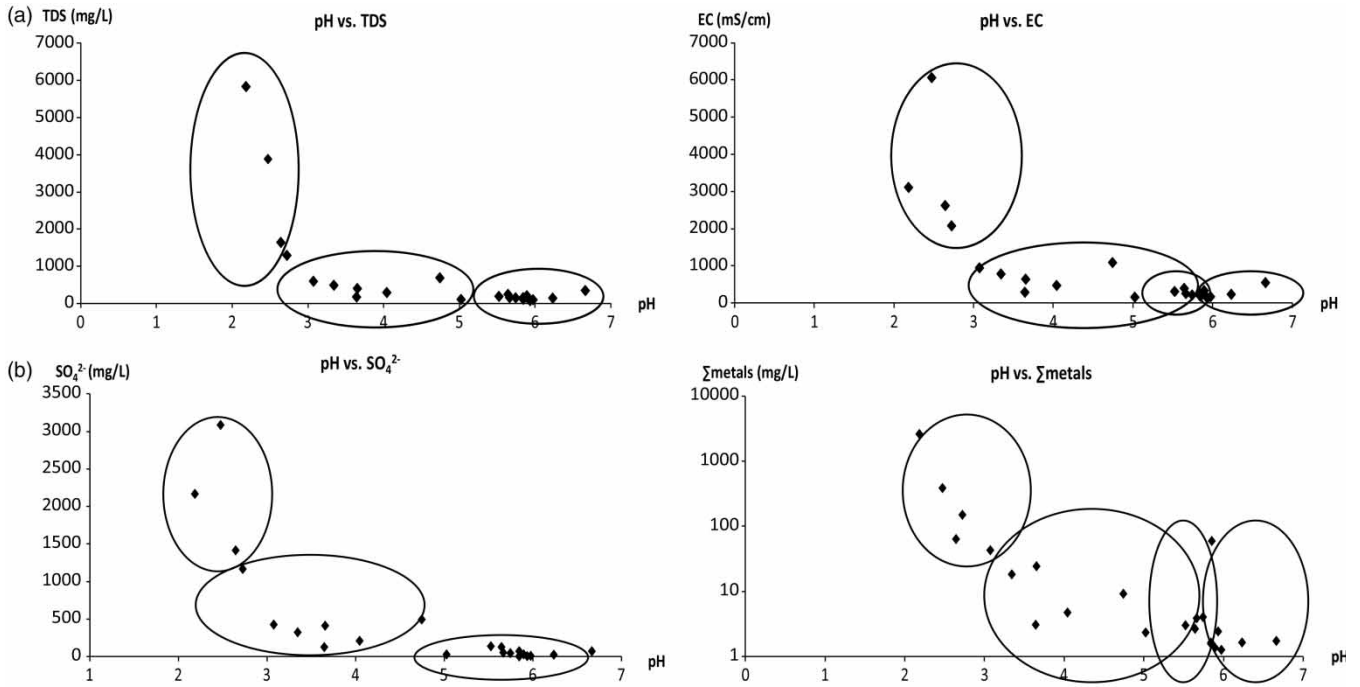 (a) TDS (mg/L)
pH vs. TDS
7000
6000
5000
4000
3000
2000
1000
0
0 1 2 3 4 5 6 7 pH
EC (mS/cm)
pH vs. EC
7000
6000
5000
4000
3000
2000
1000
0
0 1 2 3 4 5 6 7 pH
(b) SO₄²⁻ (mg/L)
pH vs. SO₄²⁻
3500
3000
2500
2000
1500
1000
500
0
1 2 3 4 5 6 7 pH
∑metals (mg/L)
pH vs. ∑metals
10000
1000
100
10
1
0 1 2 3 4 5 6 7 pH